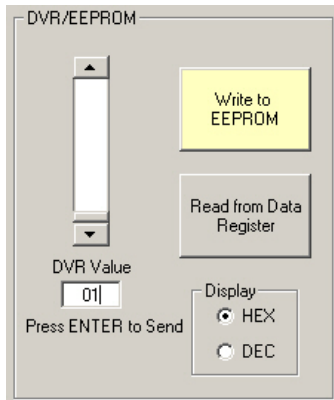 DVR/EEPROM
Write to
EEPROM
Read from Data
Register
DVR Value
01
Press ENTER to Send
Display
HEX
DEC